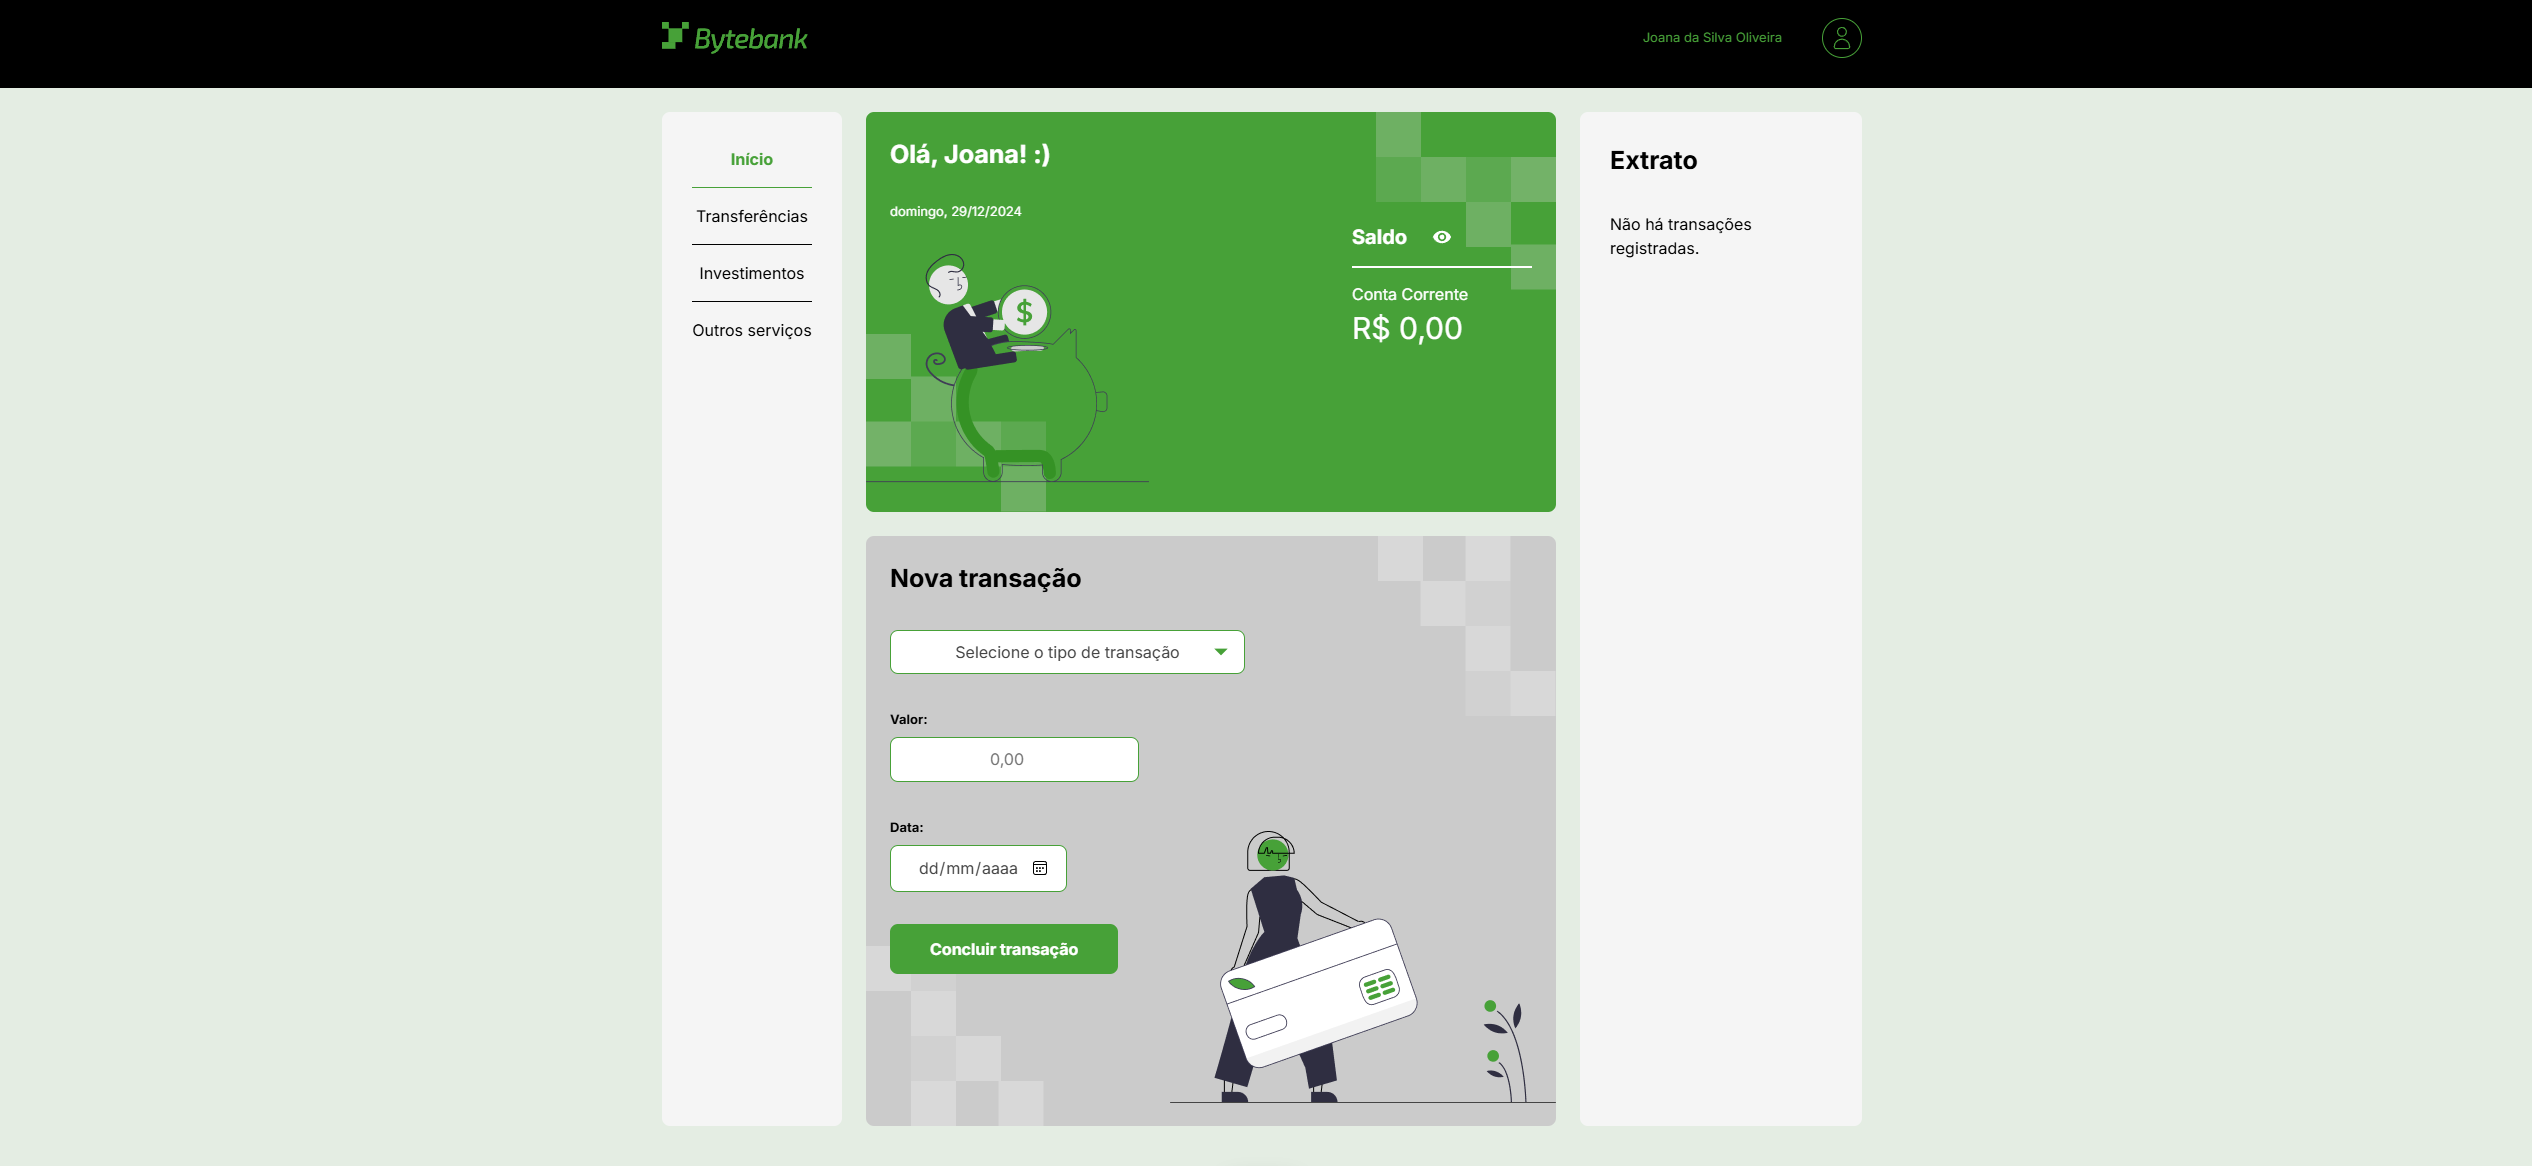 Bytebank
Joana da Silva Oliveira
Início
Transferências
Investimentos
Outros serviços
Olá, Joana! :)
domingo, 29/12/2024
$
Saldo
Conta Corrente
R$ 0,00
Nova transação
Selecione o tipo de transação
Valor:
0,00
Data:
dd/mm/aaaa
Concluir transação
Extrato
Não há transações
registradas.